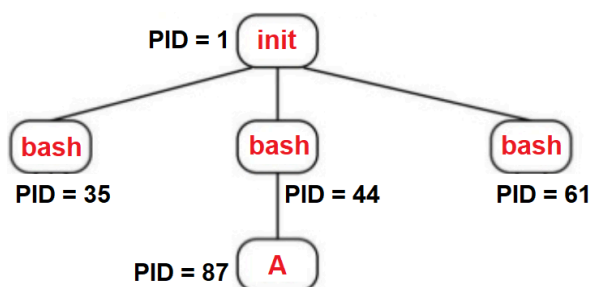 PID = 1 init
bash bash bash
PID = 35 PID = 44 PID = 61
PID = 87 A